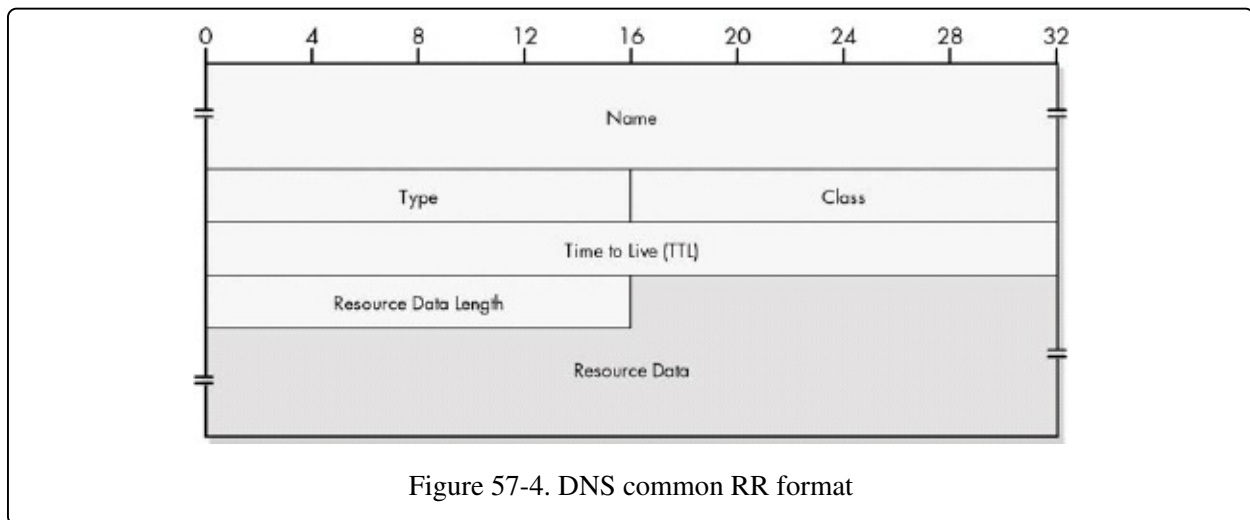 0 4 8 12 16 20 24 28 32
Name
Type Class
Time to Live (TTL)
Resource Data Length
Resource Data
Figure 57-4. DNS common RR format